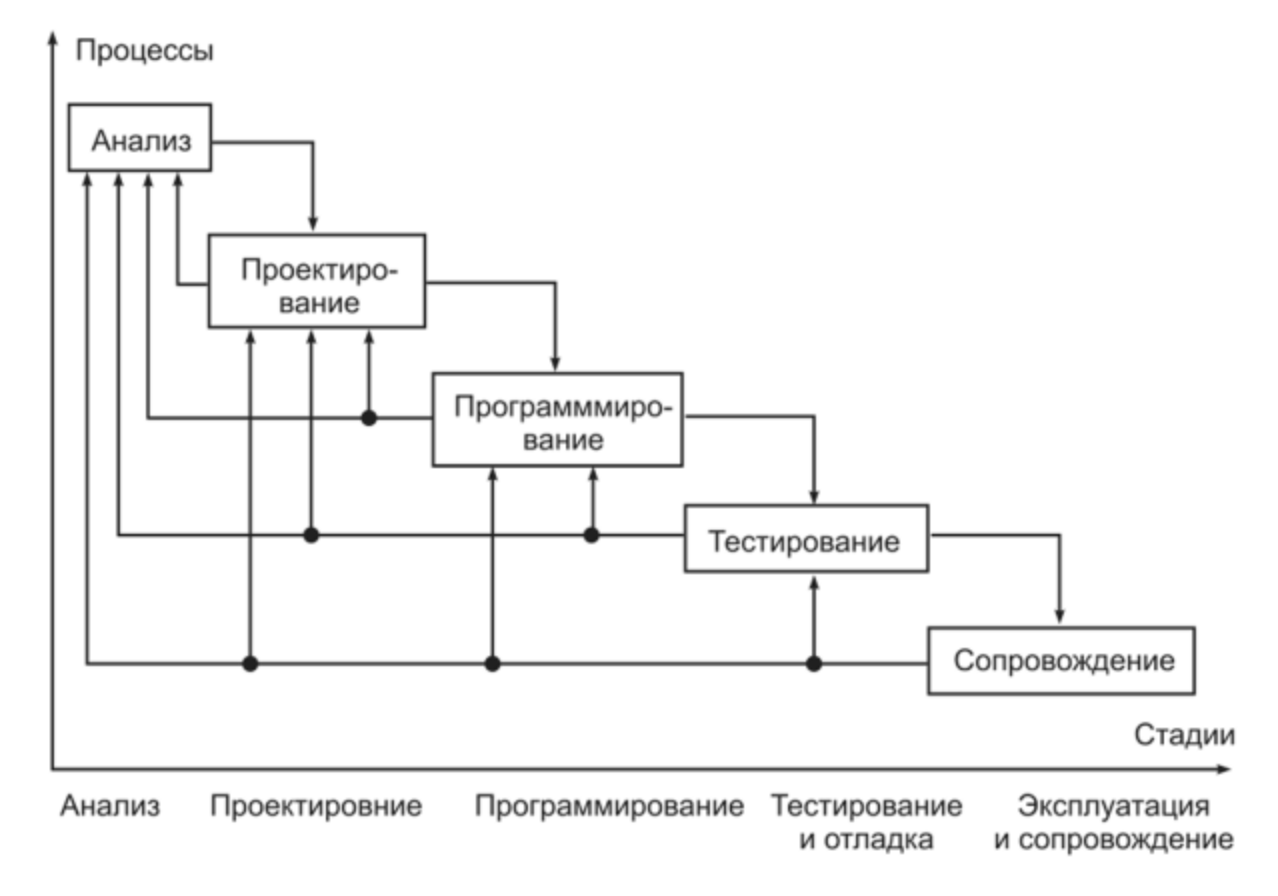 Процессы
Анализ
Проектиро-
вание
Программмиро-
вание
Тестирование
Сопровождение
Стадии
Анализ
Проектировние
Программирование
Тестирование
и отладка
Эксплуатация
и сопровождение